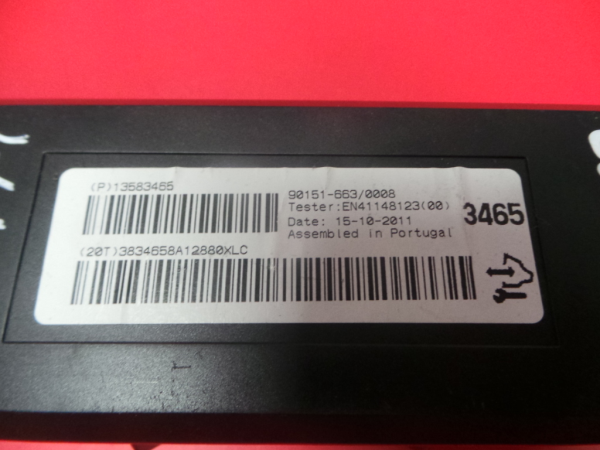 (P)13583465
90151-663/0008
Tester:EN41148123(00)
Date: 15-10-2011
Assembled in Portugal
3465
(20T)3834658A12880XLC